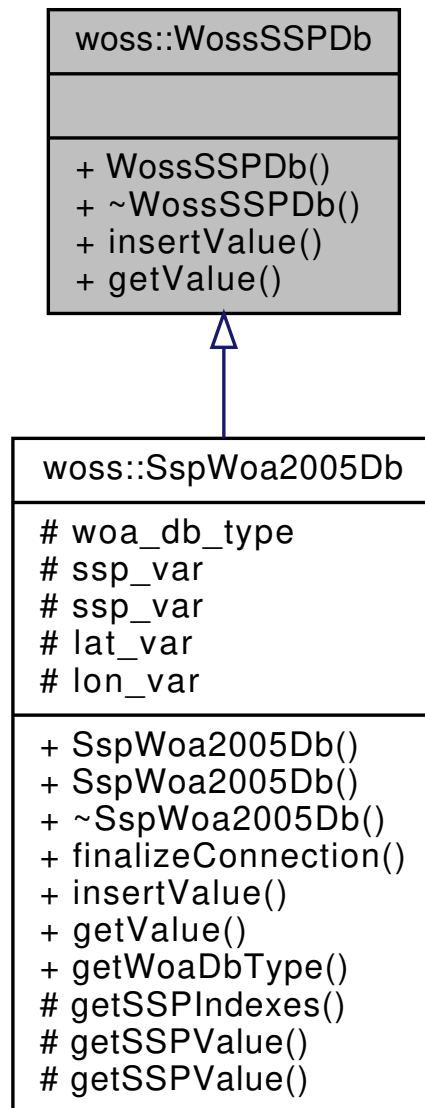 woss::WossSSPDb
+ WossSSPDb()
+ ~WossSSPDb()
+ insertValue()
+ getValue()
woss::SspWoa2005Db
# woa_db_type
# ssp_var
# ssp_var
# lat_var
# lon_var
+ SspWoa2005Db()
+ SspWoa2005Db()
+ ~SspWoa2005Db()
+ finalizeConnection()
+ insertValue()
+ getValue()
+ getWoaDbType()
# getSSPIndexes()
# getSSPValue()
# getSSPValue()